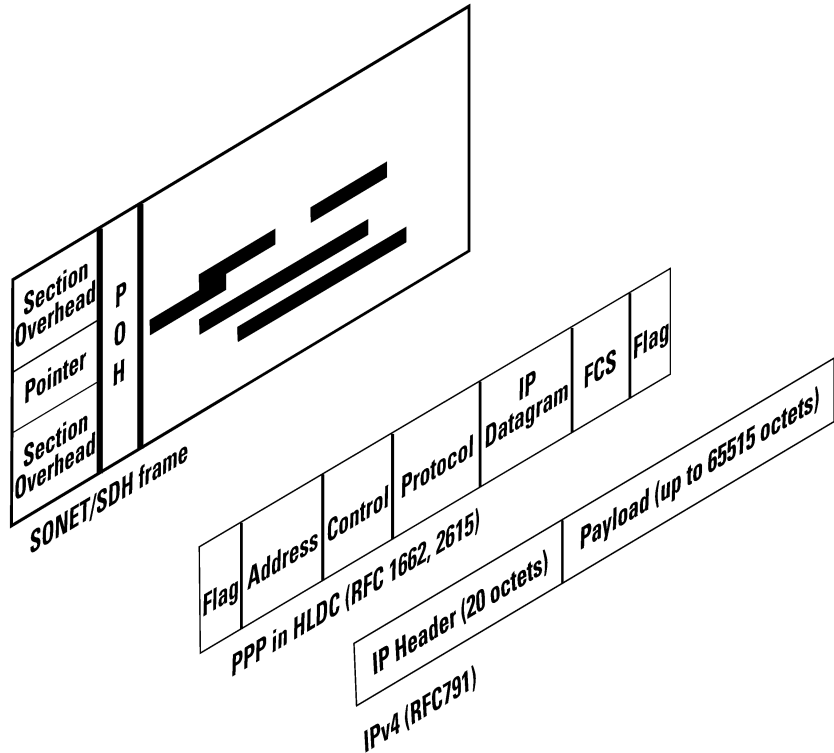 Section
Overhead
Pointer
Section
Overhead
P
O
H
SONET/SDH frame
Flag
Address
Control
Protocol
IP
Datagram
FCS
Flag
PPP in HLDC (RFC 1662, 2615)
IP Header (20 octets)
Payload (up to 65515 octets)
IPv4 (RFC791)